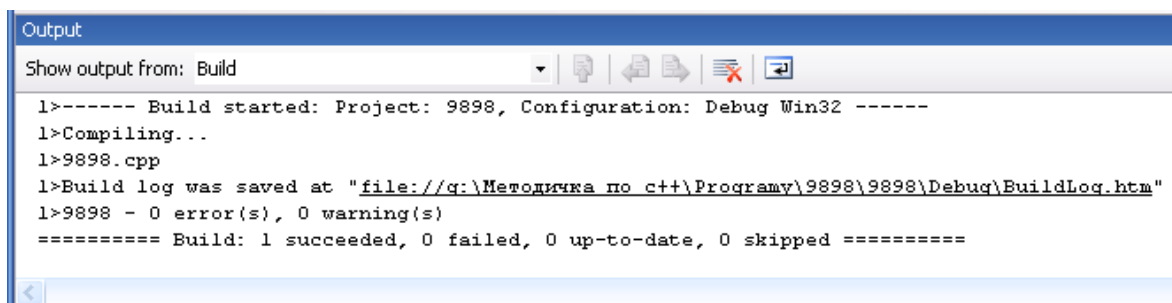 Output
Show output from: Build
1>------ Build started: Project: 9898, Configuration: Debug Win32 ------
1>Compiling...
1>9898.cpp
1>Build log was saved at "file://g:\Методичка по с++\Programy\9898\9898\Debug\BuildLog.htm"
1>9898 - 0 error(s), 0 warning(s)
========== Build: 1 succeeded, 0 failed, 0 up-to-date, 0 skipped ==========